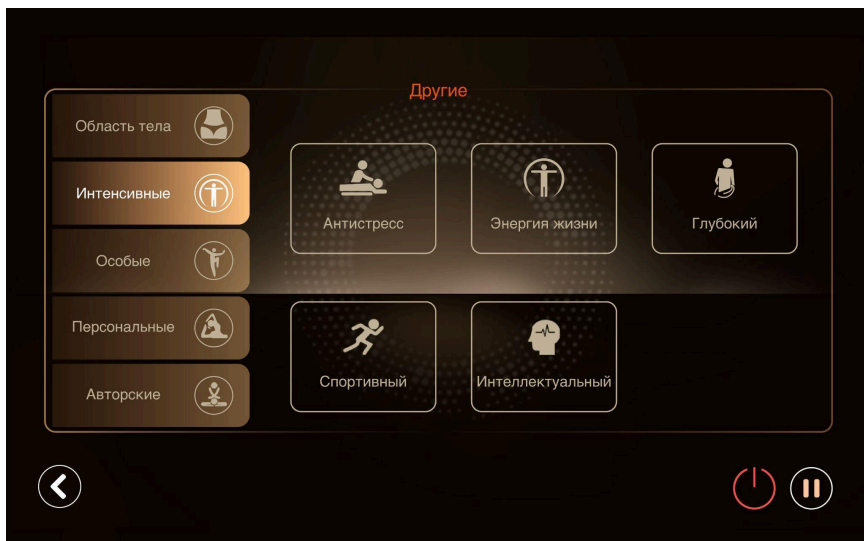 Другие
Область тела
Интенсивные
Особые
Персональные
Авторские
Антистресс
Энергия жизни
Глубокий
Спортивный
Интеллектуальный